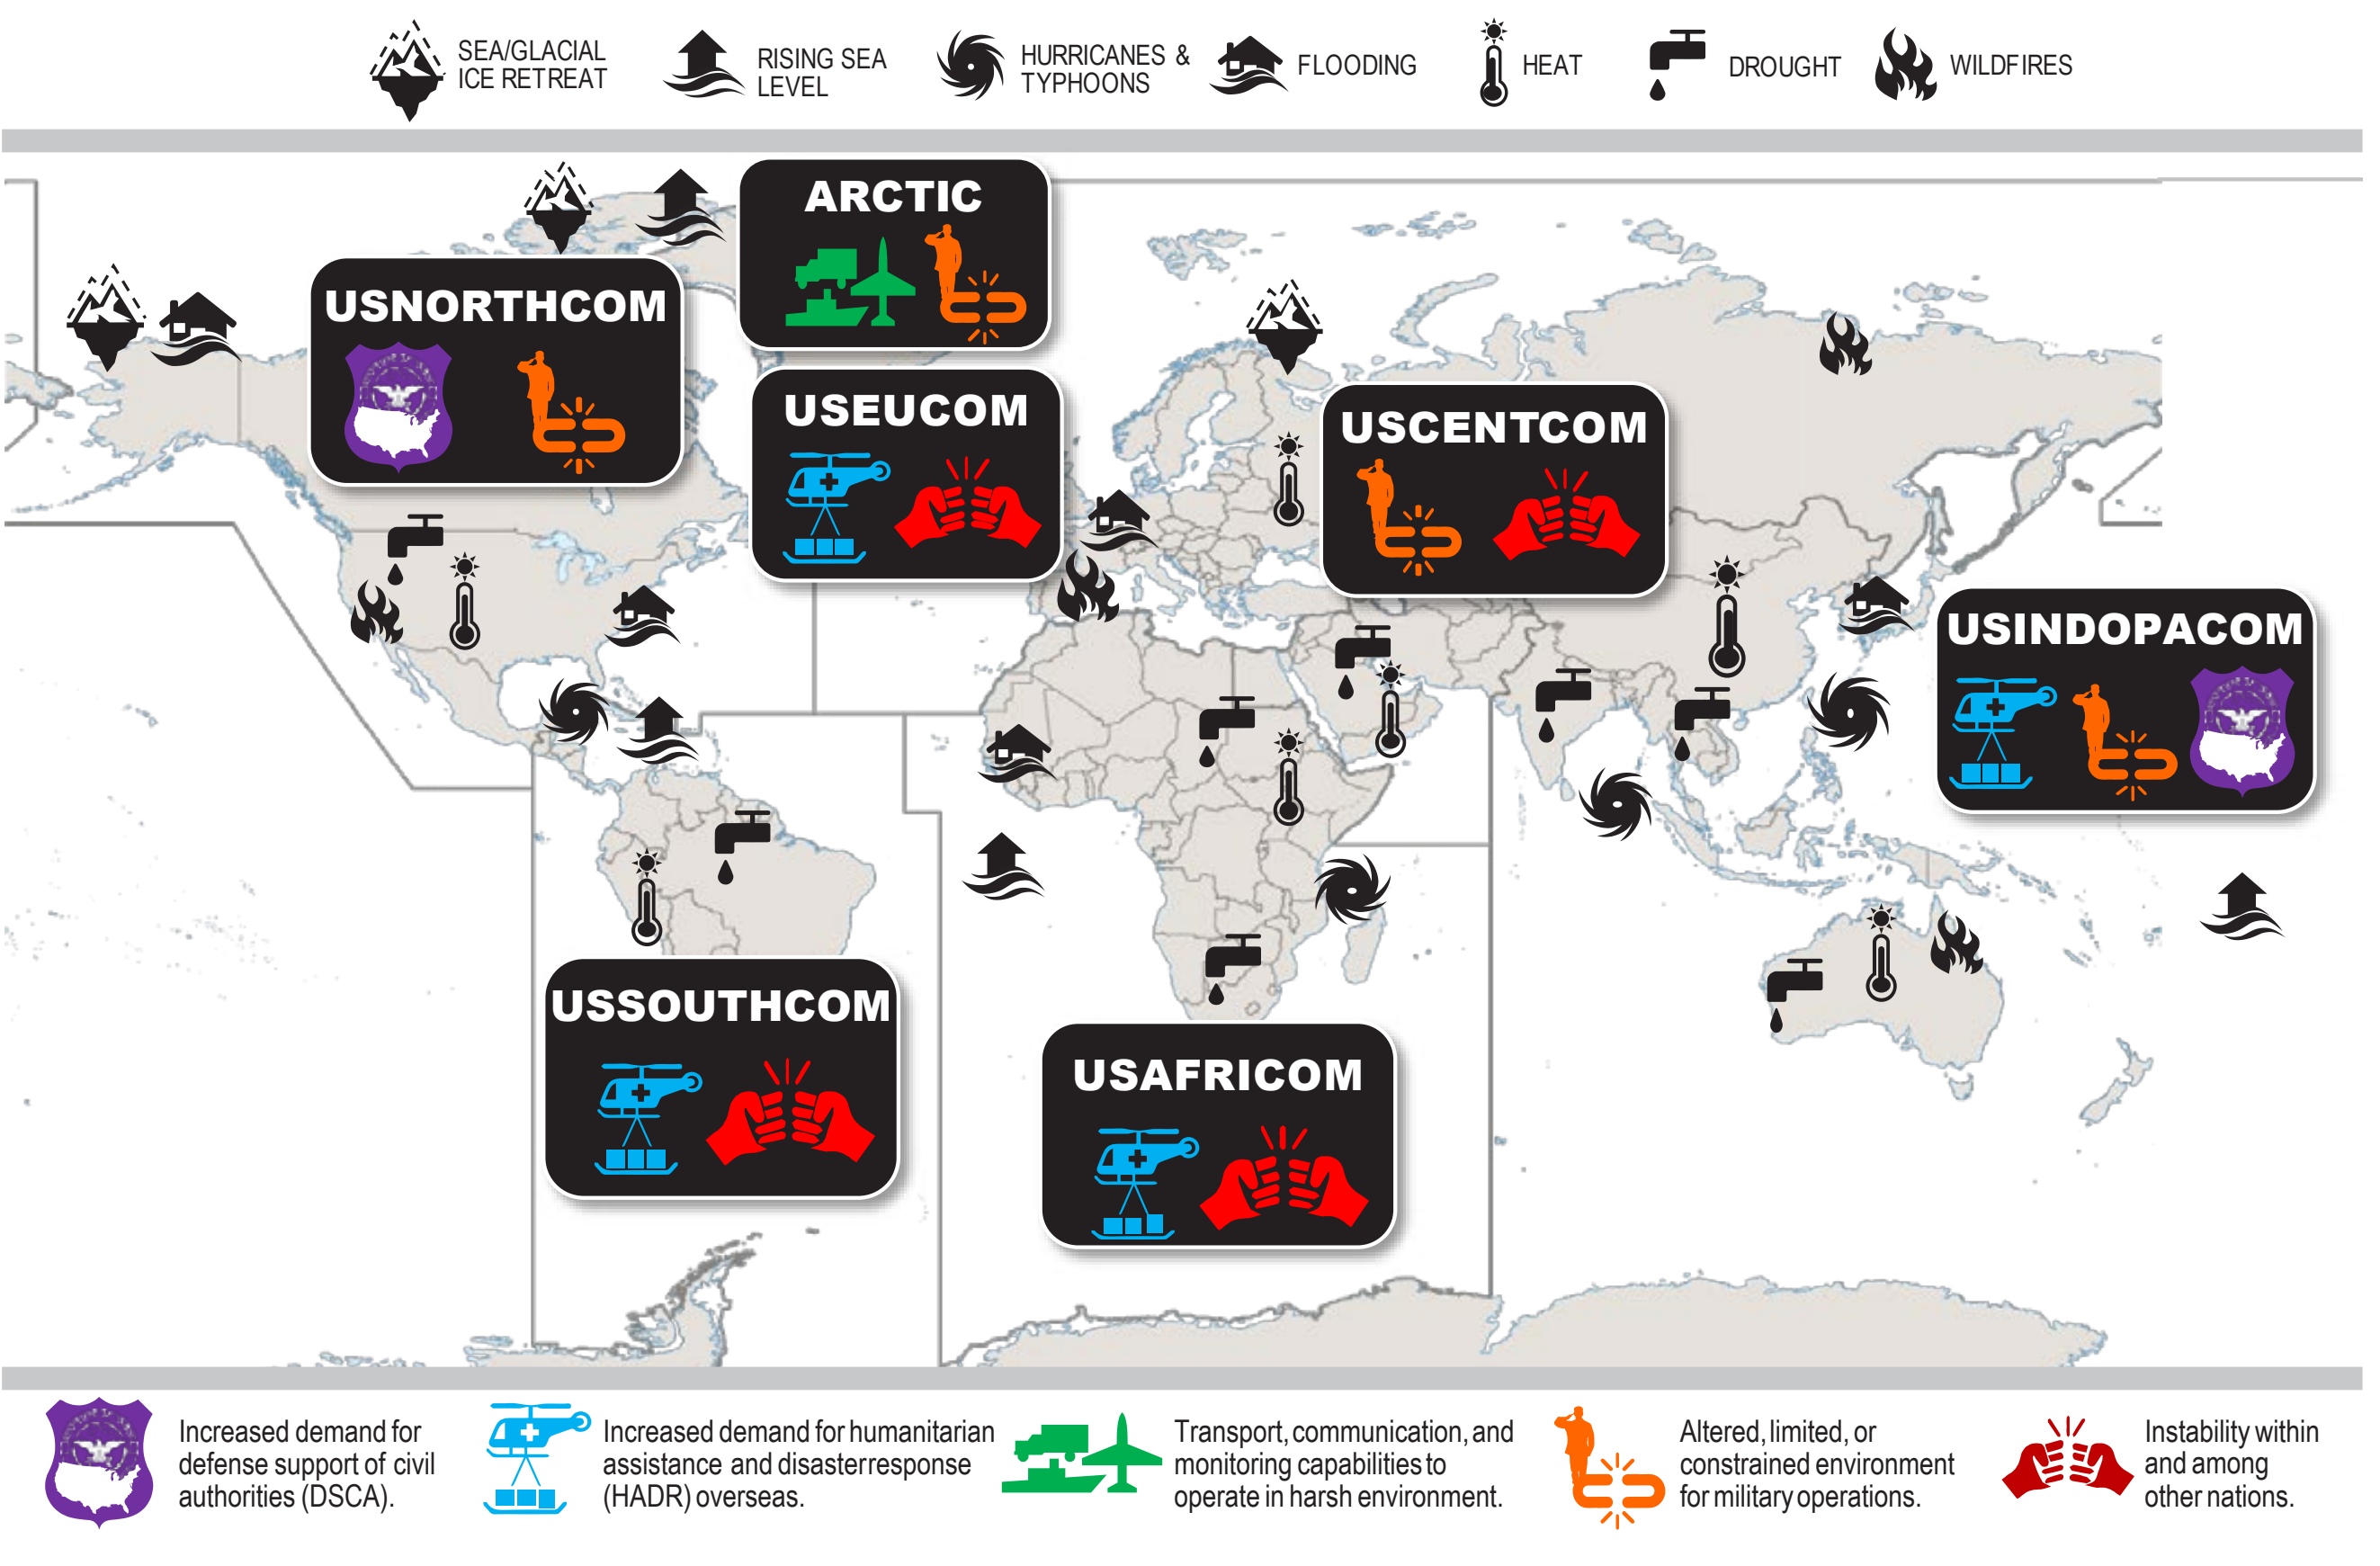 SEA/GLACIAL
ICE RETREAT
RISING SEA
LEVEL
HURRICANES &
TYPHOONS
FLOODING
HEAT
DROUGHT
WILDFIRES
ARCTIC
USNORTHCOM
USEUCOM
USCENTCOM
USINDOPACOM
USSOUTHCOM
USAFRICOM
Increased demand for
defense support of civil
authorities (DSCA).
Increased demand for humanitarian
assistance and disaster response
(HADR) overseas.
Transport, communication, and
monitoring capabilities to
operate in harsh environment.
Altered, limited, or
constrained environment
for military operations.
Instability within
and among
other nations.